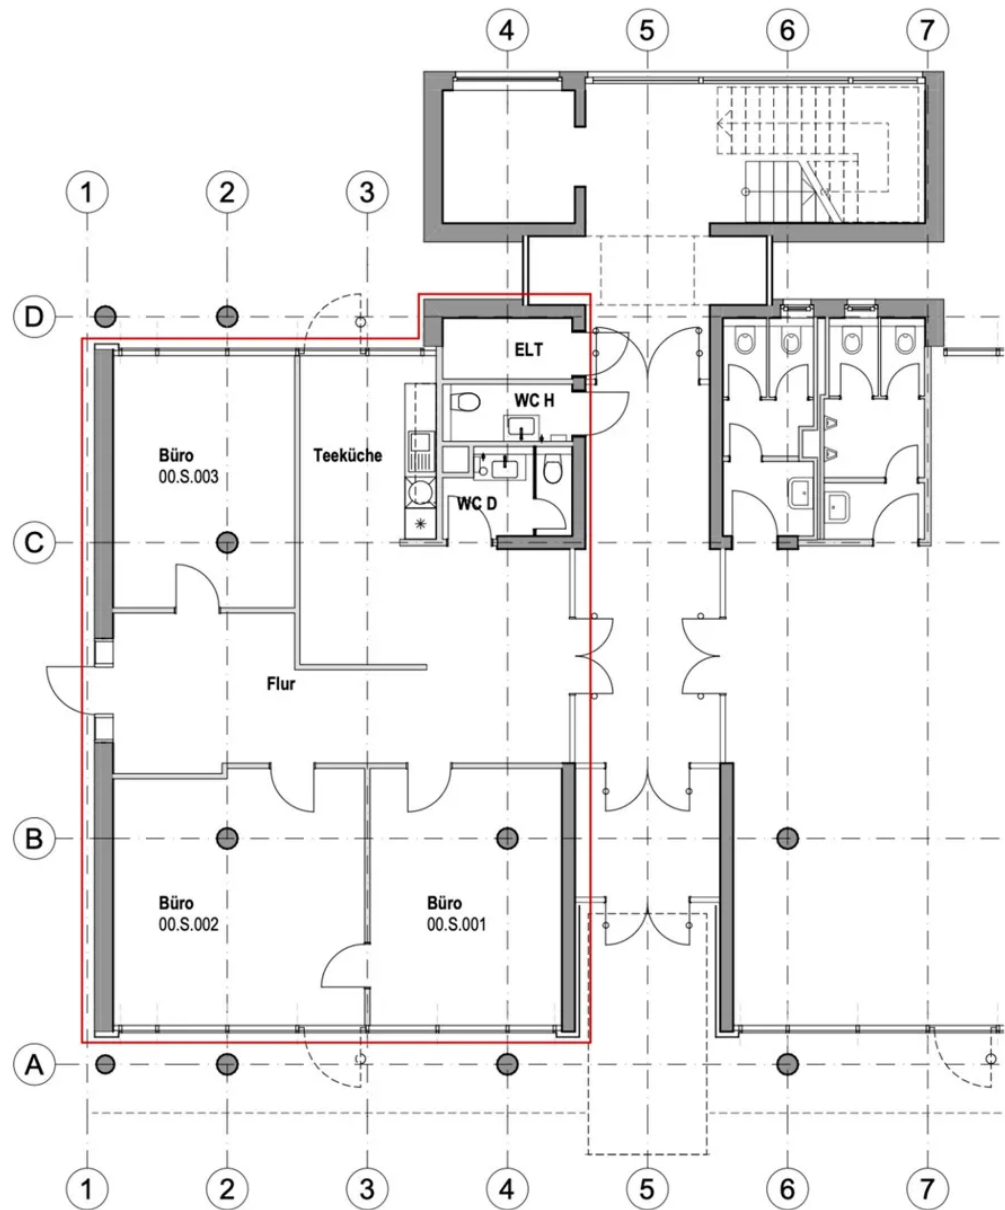 4 5 6 7
1 2 3
D
ELT
WC H
Büro
00.S.003
Teeküche
WC D
C
Flur
B
Büro
00.S.002
Büro
00.S.001
A
1 2 3 4 5 6 7